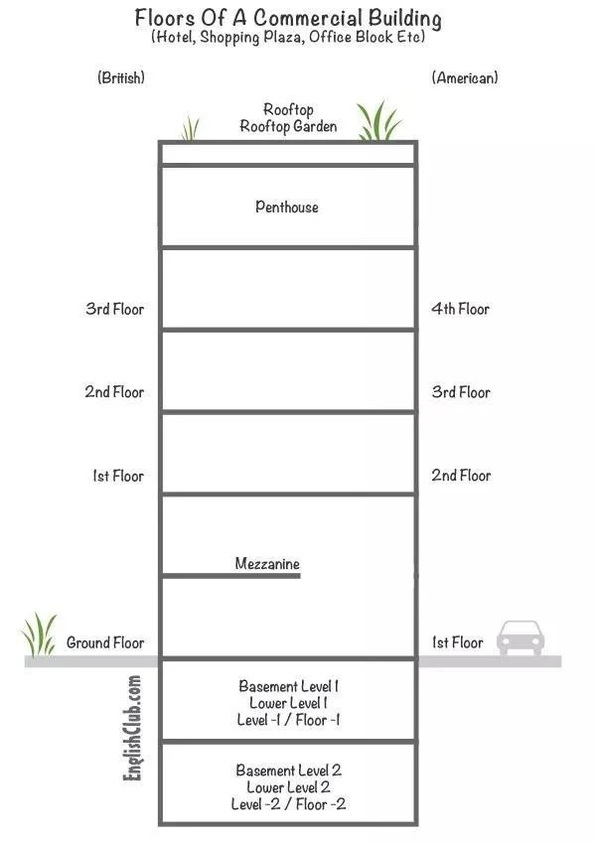 Floors Of A Commercial Building
(Hotel, Shopping Plaza, Office Block Etc)
(British)
(American)
Rooftop
Rooftop Garden
Penthouse
3rd Floor
4th Floor
2nd Floor
3rd Floor
1st Floor
2nd Floor
Mezzanine
Ground Floor
1st Floor
Basement Level 1
Lower Level 1
Level -1 / Floor -1
Basement Level 2
Lower Level 2
Level -2 / Floor -2
EnglishClub.com